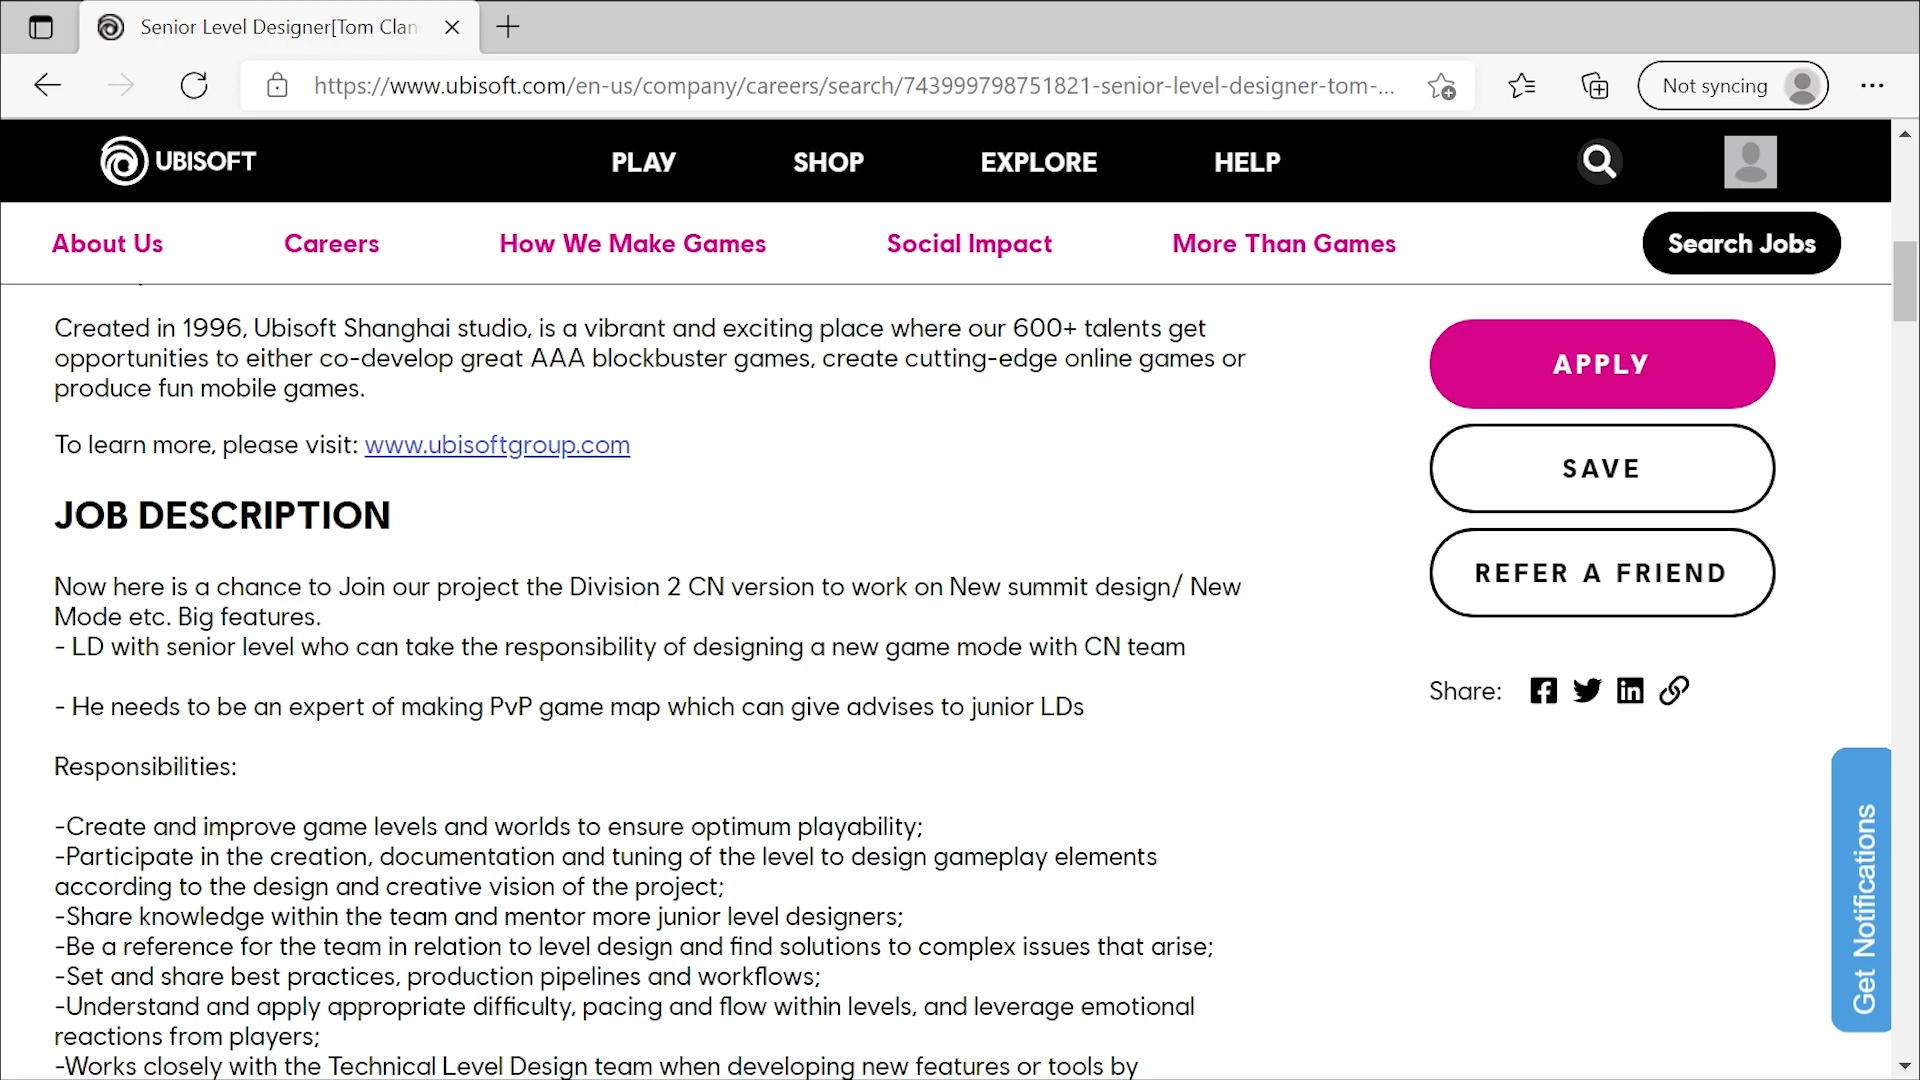 Senior Level Designer[Tom Clan
https://www.ubisoft.com/en-us/company/careers/search/743999798751821-senior-level-designer-tom-...
Not syncing
UBISOFT
PLAY
SHOP
EXPLORE
HELP
About Us
Careers
How We Make Games
Social Impact
More Than Games
Search Jobs
Created in 1996, Ubisoft Shanghai studio, is a vibrant and exciting place where our 600+ talents get
opportunities to either co-develop great AAA blockbuster games, create cutting-edge online games or
produce fun mobile games.
To learn more, please visit: www.ubisoftgroup.com
JOB DESCRIPTION
Now here is a chance to Join our project the Division 2 CN version to work on New summit design/ New
Mode etc. Big features.
- LD with senior level who can take the responsibility of designing a new game mode with CN team
- He needs to be an expert of making PvP game map which can give advises to junior LDs
Responsibilities:
-Create and improve game levels and worlds to ensure optimum playability;
-Participate in the creation, documentation and tuning of the level to design gameplay elements
according to the design and creative vision of the project;
-Share knowledge within the team and mentor more junior level designers;
-Be a reference for the team in relation to level design and find solutions to complex issues that arise;
-Set and share best practices, production pipelines and workflows;
-Understand and apply appropriate difficulty, pacing and flow within levels, and leverage emotional
reactions from players;
-Works closely with the Technical Level Design team when developing new features or tools by
APPLY
SAVE
REFER A FRIEND
Share:
Get Notifications